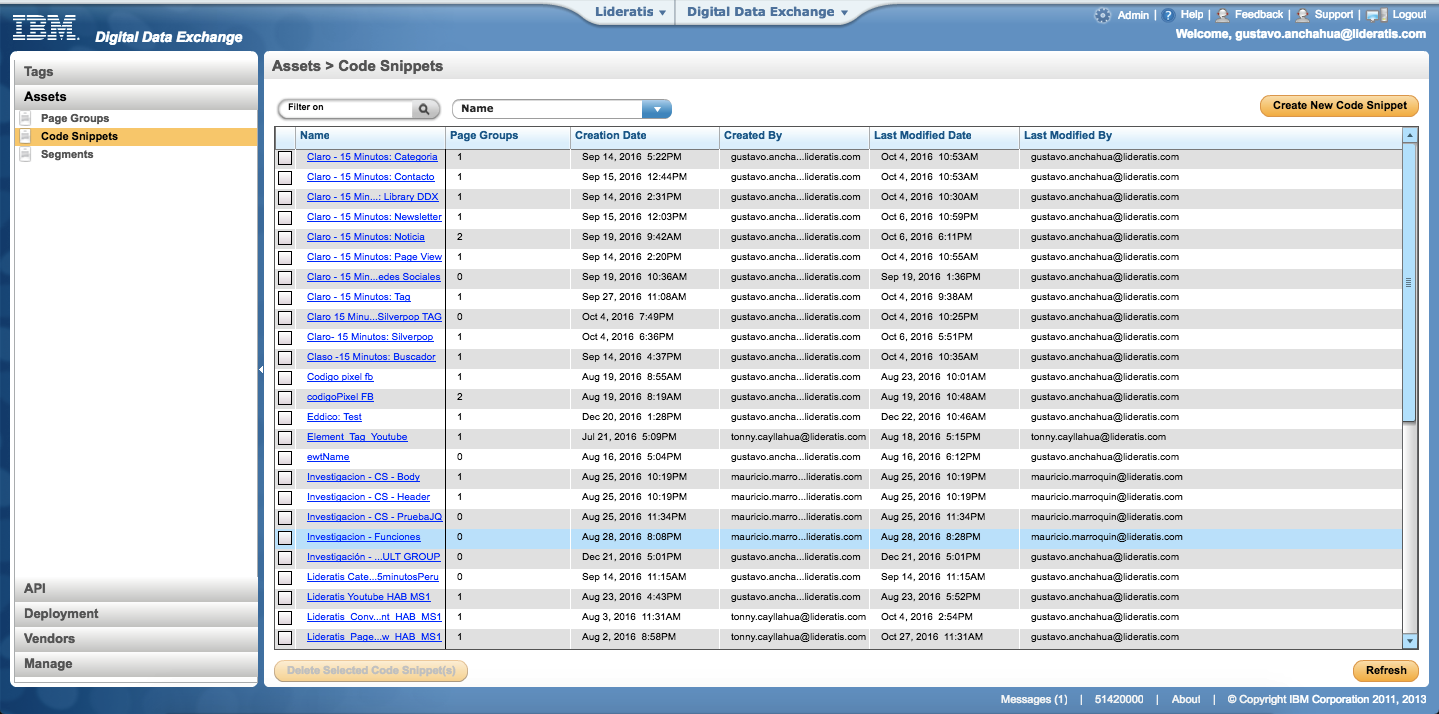 Lideratis ▾ Digital Data Exchange ▾
Admin | ? Help | Feedback | Support | Logout
IBM. Digital Data Exchange
Welcome, gustavo.anchahua@lideratis.com
Tags
Assets
Page Groups
Code Snippets
Segments
API
Deployment
Vendors
Manage
Assets > Code Snippets
Filter on Name Create New Code Snippet
Name Page Groups Creation Date Created By Last Modified Date Last Modified By
Claro - 15 Minutos: Categoria 1 Sep 14, 2016 5:22PM gustavo.ancha...lideratis.com Oct 4, 2016 10:53AM gustavo.anchahua@lideratis.com
Claro - 15 Minutos: Contacto 1 Sep 15, 2016 12:44PM gustavo.ancha...lideratis.com Oct 4, 2016 10:53AM gustavo.anchahua@lideratis.com
Claro - 15 Min...: Library DDX 1 Sep 14, 2016 2:31PM gustavo.ancha...lideratis.com Oct 4, 2016 10:30AM gustavo.anchahua@lideratis.com
Claro - 15 Minutos: Newsletter 1 Sep 15, 2016 12:03PM gustavo.ancha...lideratis.com Oct 6, 2016 10:59PM gustavo.anchahua@lideratis.com
Claro - 15 Minutos: Noticia 2 Sep 19, 2016 9:42AM gustavo.ancha...lideratis.com Oct 6, 2016 6:11PM gustavo.anchahua@lideratis.com
Claro - 15 Minutos: Page View 1 Sep 14, 2016 2:20PM gustavo.ancha...lideratis.com Oct 4, 2016 10:55AM gustavo.anchahua@lideratis.com
Claro - 15 Min...edes Sociales 0 Sep 19, 2016 10:36AM gustavo.ancha...lideratis.com Sep 19, 2016 1:36PM gustavo.anchahua@lideratis.com
Claro - 15 Minutos: Tag 1 Sep 27, 2016 11:08AM gustavo.ancha...lideratis.com Oct 4, 2016 9:38AM gustavo.anchahua@lideratis.com
Claro 15 Minu...Silverpop TAG 0 Oct 4, 2016 7:49PM gustavo.ancha...lideratis.com Oct 4, 2016 10:25PM gustavo.anchahua@lideratis.com
Claro- 15 Minutos: Silverpop 1 Oct 4, 2016 6:36PM gustavo.ancha...lideratis.com Oct 6, 2016 5:51PM gustavo.anchahua@lideratis.com
Claso -15 Minutos: Buscador 1 Sep 14, 2016 4:37PM gustavo.ancha...lideratis.com Oct 4, 2016 10:35AM gustavo.anchahua@lideratis.com
Codigo pixel fb 1 Aug 19, 2016 8:55AM gustavo.ancha...lideratis.com Aug 23, 2016 10:01AM gustavo.anchahua@lideratis.com
codigoPixel FB 2 Aug 19, 2016 8:19AM gustavo.ancha...lideratis.com Aug 19, 2016 10:48AM gustavo.anchahua@lideratis.com
Eddico: Test 1 Dec 20, 2016 1:28PM gustavo.ancha...lideratis.com Dec 22, 2016 10:46AM gustavo.anchahua@lideratis.com
Element_Tag_Youtube 1 Jul 21, 2016 5:09PM tonny.cayllahua@lideratis.com Aug 18, 2016 5:15PM tonny.cayllahua@lideratis.com
ewtName 0 Aug 16, 2016 5:04PM gustavo.ancha...lideratis.com Aug 16, 2016 6:12PM gustavo.anchahua@lideratis.com
Investigacion - CS - Body 1 Aug 25, 2016 10:19PM mauricio.marro...lideratis.com Aug 25, 2016 10:19PM mauricio.marroquin@lideratis.com
Investigacion - CS - Header 1 Aug 25, 2016 10:19PM mauricio.marro...lideratis.com Aug 25, 2016 10:19PM mauricio.marroquin@lideratis.com
Investigacion - CS - PruebaJQ 0 Aug 25, 2016 11:34PM mauricio.marro...lideratis.com Aug 25, 2016 11:34PM mauricio.marroquin@lideratis.com
Investigacion - Funciones 0 Aug 28, 2016 8:08PM mauricio.marro...lideratis.com Aug 28, 2016 8:28PM mauricio.marroquin@lideratis.com
Investigación - ...ULT GROUP 0 Dec 21, 2016 5:01PM gustavo.ancha...lideratis.com Dec 21, 2016 5:01PM gustavo.anchahua@lideratis.com
Lideratis Cate...5minutosPeru 0 Sep 14, 2016 11:15AM gustavo.ancha...lideratis.com Sep 14, 2016 11:15AM gustavo.anchahua@lideratis.com
Lideratis Youtube HAB MS1 1 Aug 23, 2016 4:43PM gustavo.ancha...lideratis.com Aug 23, 2016 5:52PM gustavo.anchahua@lideratis.com
Lideratis_Conv...nt_HAB_MS1 1 Aug 3, 2016 11:31AM tonny.cayllahua@lideratis.com Oct 4, 2016 2:54PM gustavo.anchahua@lideratis.com
Lideratis_Page...w_HAB_MS1 1 Aug 2, 2016 8:58PM tonny.cayllahua@lideratis.com Oct 27, 2016 11:31AM gustavo.anchahua@lideratis.com
Delete Selected Code Snippet(s) Refresh
Messages (1) | 51420000 | About | © Copyright IBM Corporation 2011, 2013